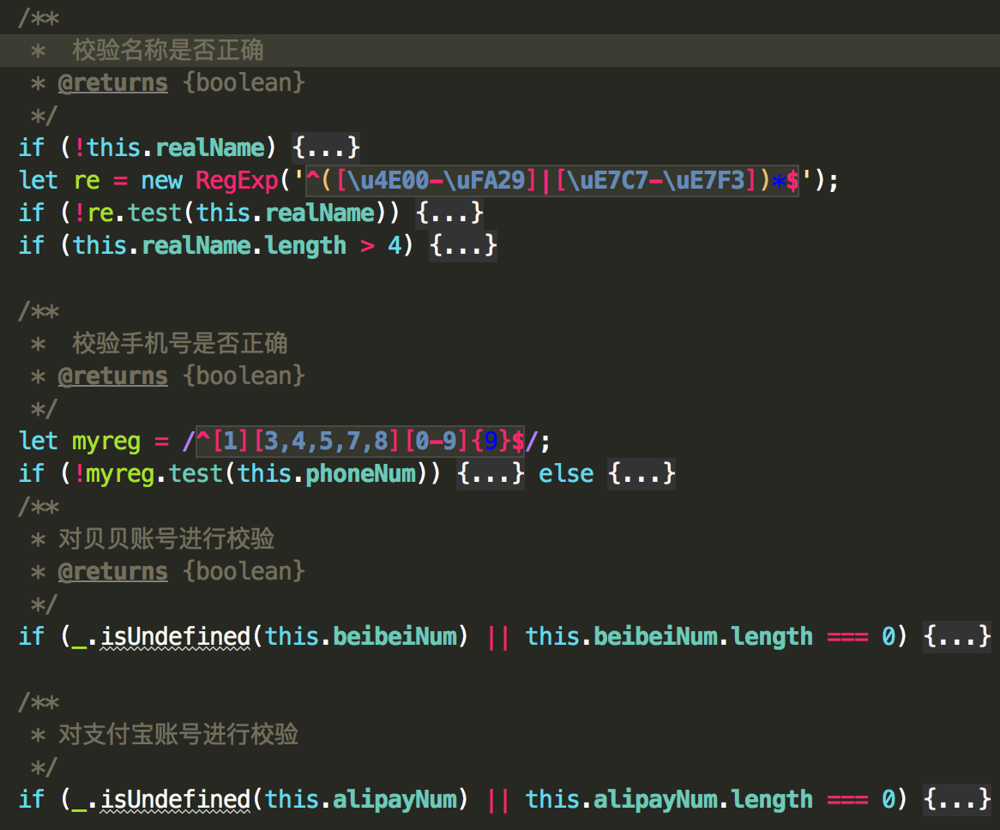 /**
 *  校验名称是否正确
 * @returns {boolean}
 */
if (!this.realName) {...}
let re = new RegExp('^([\u4E00-\uFA29]|[\uE7C7-\uE7F3])*$');
if (!re.test(this.realName)) {...}
if (this.realName.length > 4) {...}
/**
 *  校验手机号是否正确
 * @returns {boolean}
 */
let myreg = /^[1][3,4,5,7,8][0-9]{9}$/;
if (!myreg.test(this.phoneNum)) {...} else {...}
/**
 * 对贝贝账号进行校验
 * @returns {boolean}
 */
if (_.isUndefined(this.beibeiNum) || this.beibeiNum.length === 0) {...}
/**
 * 对支付宝账号进行校验
 */
if (_.isUndefined(this.alipayNum) || this.alipayNum.length === 0) {...}